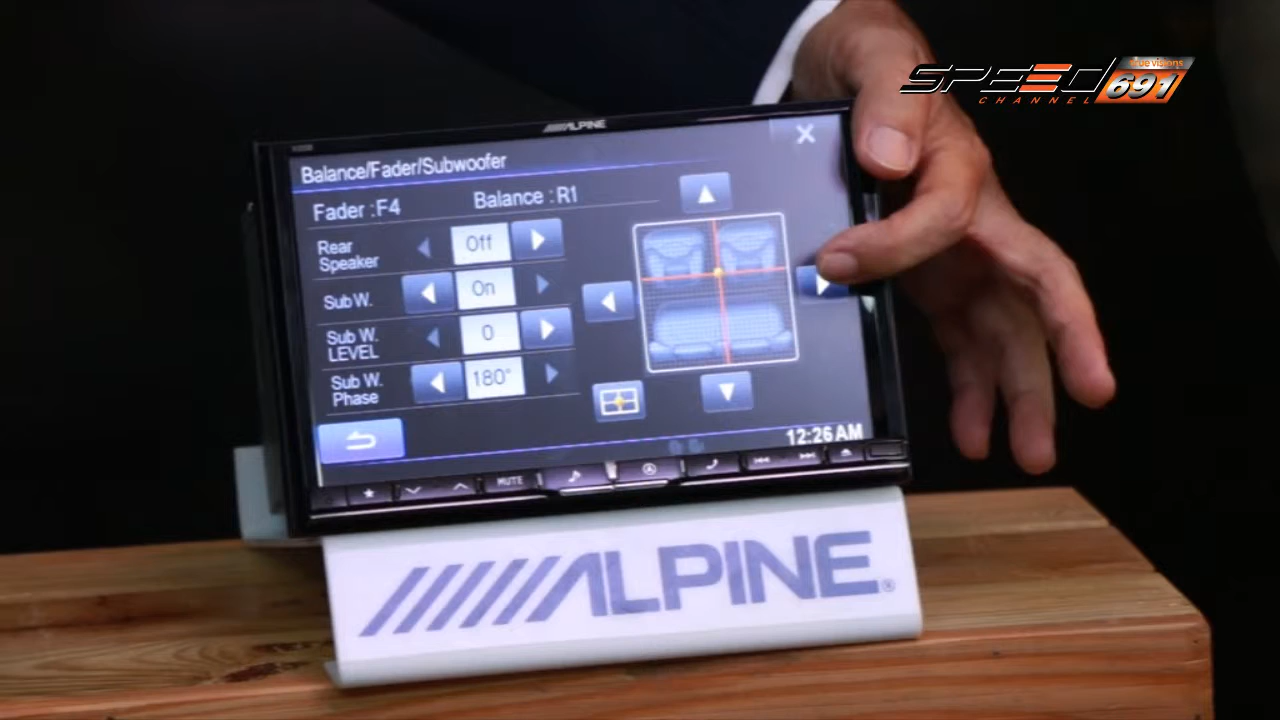 SPEED
CHANNEL
true visions
691
ALPINE
Balance/Fader/Subwoofer
Fader :F4
Balance :R1
Rear
Speaker
Off
Sub W.
On
Sub W.
LEVEL
0
Sub W.
Phase
180°
12:26 AM
MUTE
ALPINE®